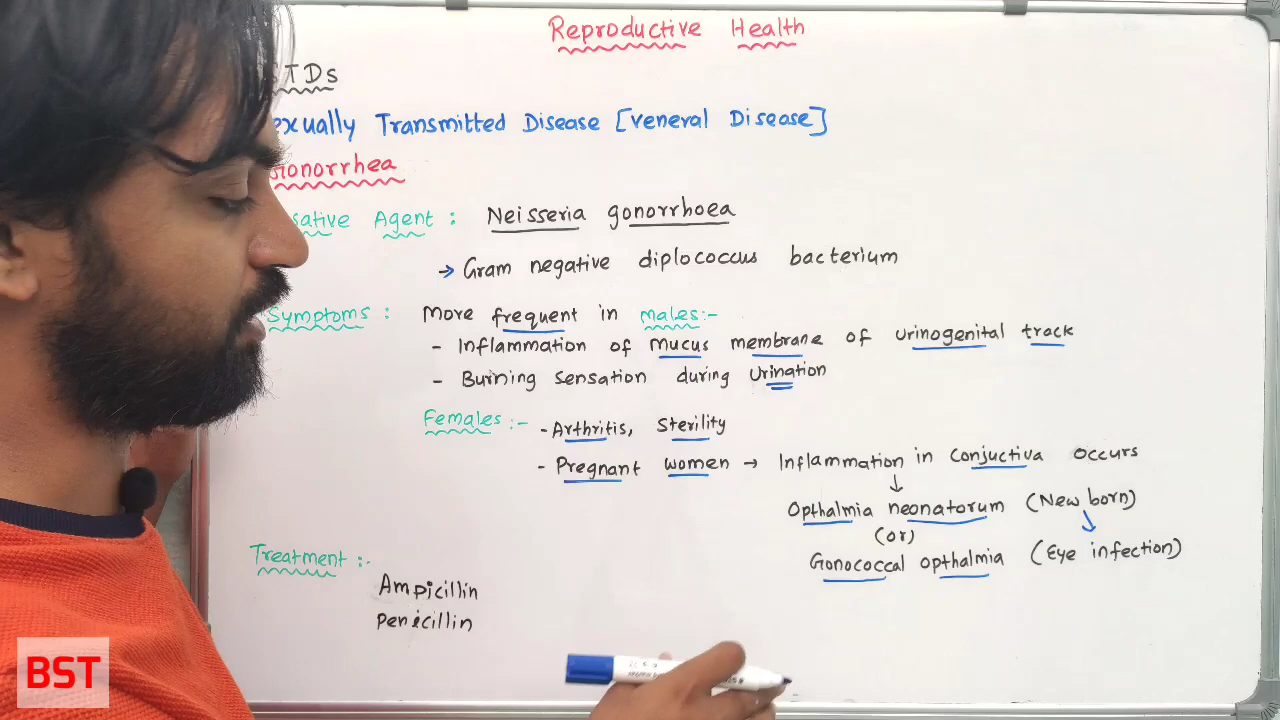 Reproductive Health
STDs
exually Transmitted Disease [veneral Disease]
Gonorrhea
sative Agent : Neisseria gonorrhoea
→ Gram negative diplococcus bacterium
Symptoms : More frequent in males:-
- Inflammation of mucus membrane of urinogenital track
- Burning sensation during urination
Females :- - Arthritis, Sterility
- Pregnant women → Inflammation in conjuctiva occurs
↓
Opthalmia neonatorum (New born)
(or)
Gonococcal opthalmia (Eye infection)
Treatment :-
Ampicillin
Penicillin
BST